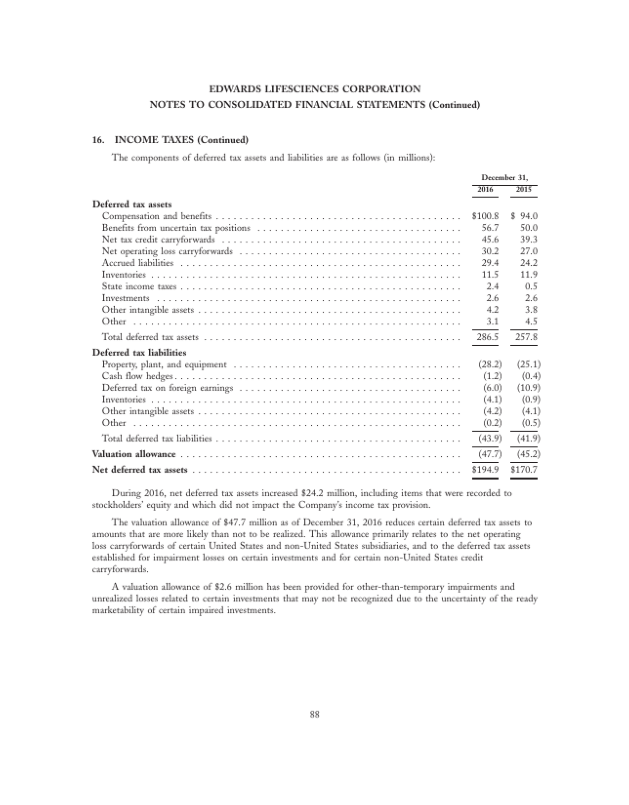 EDWARDS LIFESCIENCES CORPORATION
NOTES TO CONSOLIDATED FINANCIAL STATEMENTS (Continued)
16. INCOME TAXES (Continued)
The components of deferred tax assets and liabilities are as follows (in millions):
December 31,
2016 2015
Deferred tax assets
Compensation and benefits . . . . . . . . . . $100.8 $ 94.0
Benefits from uncertain tax positions . . . . . . . . . . 56.7 50.0
Net tax credit carryforwards . . . . . . . . . . 45.6 39.3
Net operating loss carryforwards . . . . . . . . . . 30.2 27.0
Accrued liabilities . . . . . . . . . . 29.4 24.2
Inventories . . . . . . . . . . 11.5 11.9
State income taxes . . . . . . . . . . 2.4 0.5
Investments . . . . . . . . . . 2.6 2.6
Other intangible assets . . . . . . . . . . 4.2 3.8
Other . . . . . . . . . . 3.1 4.5
Total deferred tax assets . . . . . . . . . . 286.5 257.8
Deferred tax liabilities
Property, plant, and equipment . . . . . . . . . . (28.2) (25.1)
Cash flow hedges . . . . . . . . . . (1.2) (0.4)
Deferred tax on foreign earnings . . . . . . . . . . (6.0) (10.9)
Inventories . . . . . . . . . . (4.1) (0.9)
Other intangible assets . . . . . . . . . . (4.2) (4.1)
Other . . . . . . . . . . (0.2) (0.5)
Total deferred tax liabilities . . . . . . . . . . (43.9) (41.9)
Valuation allowance . . . . . . . . . . (47.7) (45.2)
Net deferred tax assets . . . . . . . . . . $194.9 $170.7
During 2016, net deferred tax assets increased $24.2 million, including items that were recorded to
stockholders' equity and which did not impact the Company's income tax provision.
The valuation allowance of $47.7 million as of December 31, 2016 reduces certain deferred tax assets to
amounts that are more likely than not to be realized. This allowance primarily relates to the net operating
loss carryforwards of certain United States and non-United States subsidiaries, and to the deferred tax assets
established for impairment losses on certain investments and for certain non-United States credit
carryforwards.
A valuation allowance of $2.6 million has been provided for other-than-temporary impairments and
unrealized losses related to certain investments that may not be recognized due to the uncertainty of the ready
marketability of certain impaired investments.
88